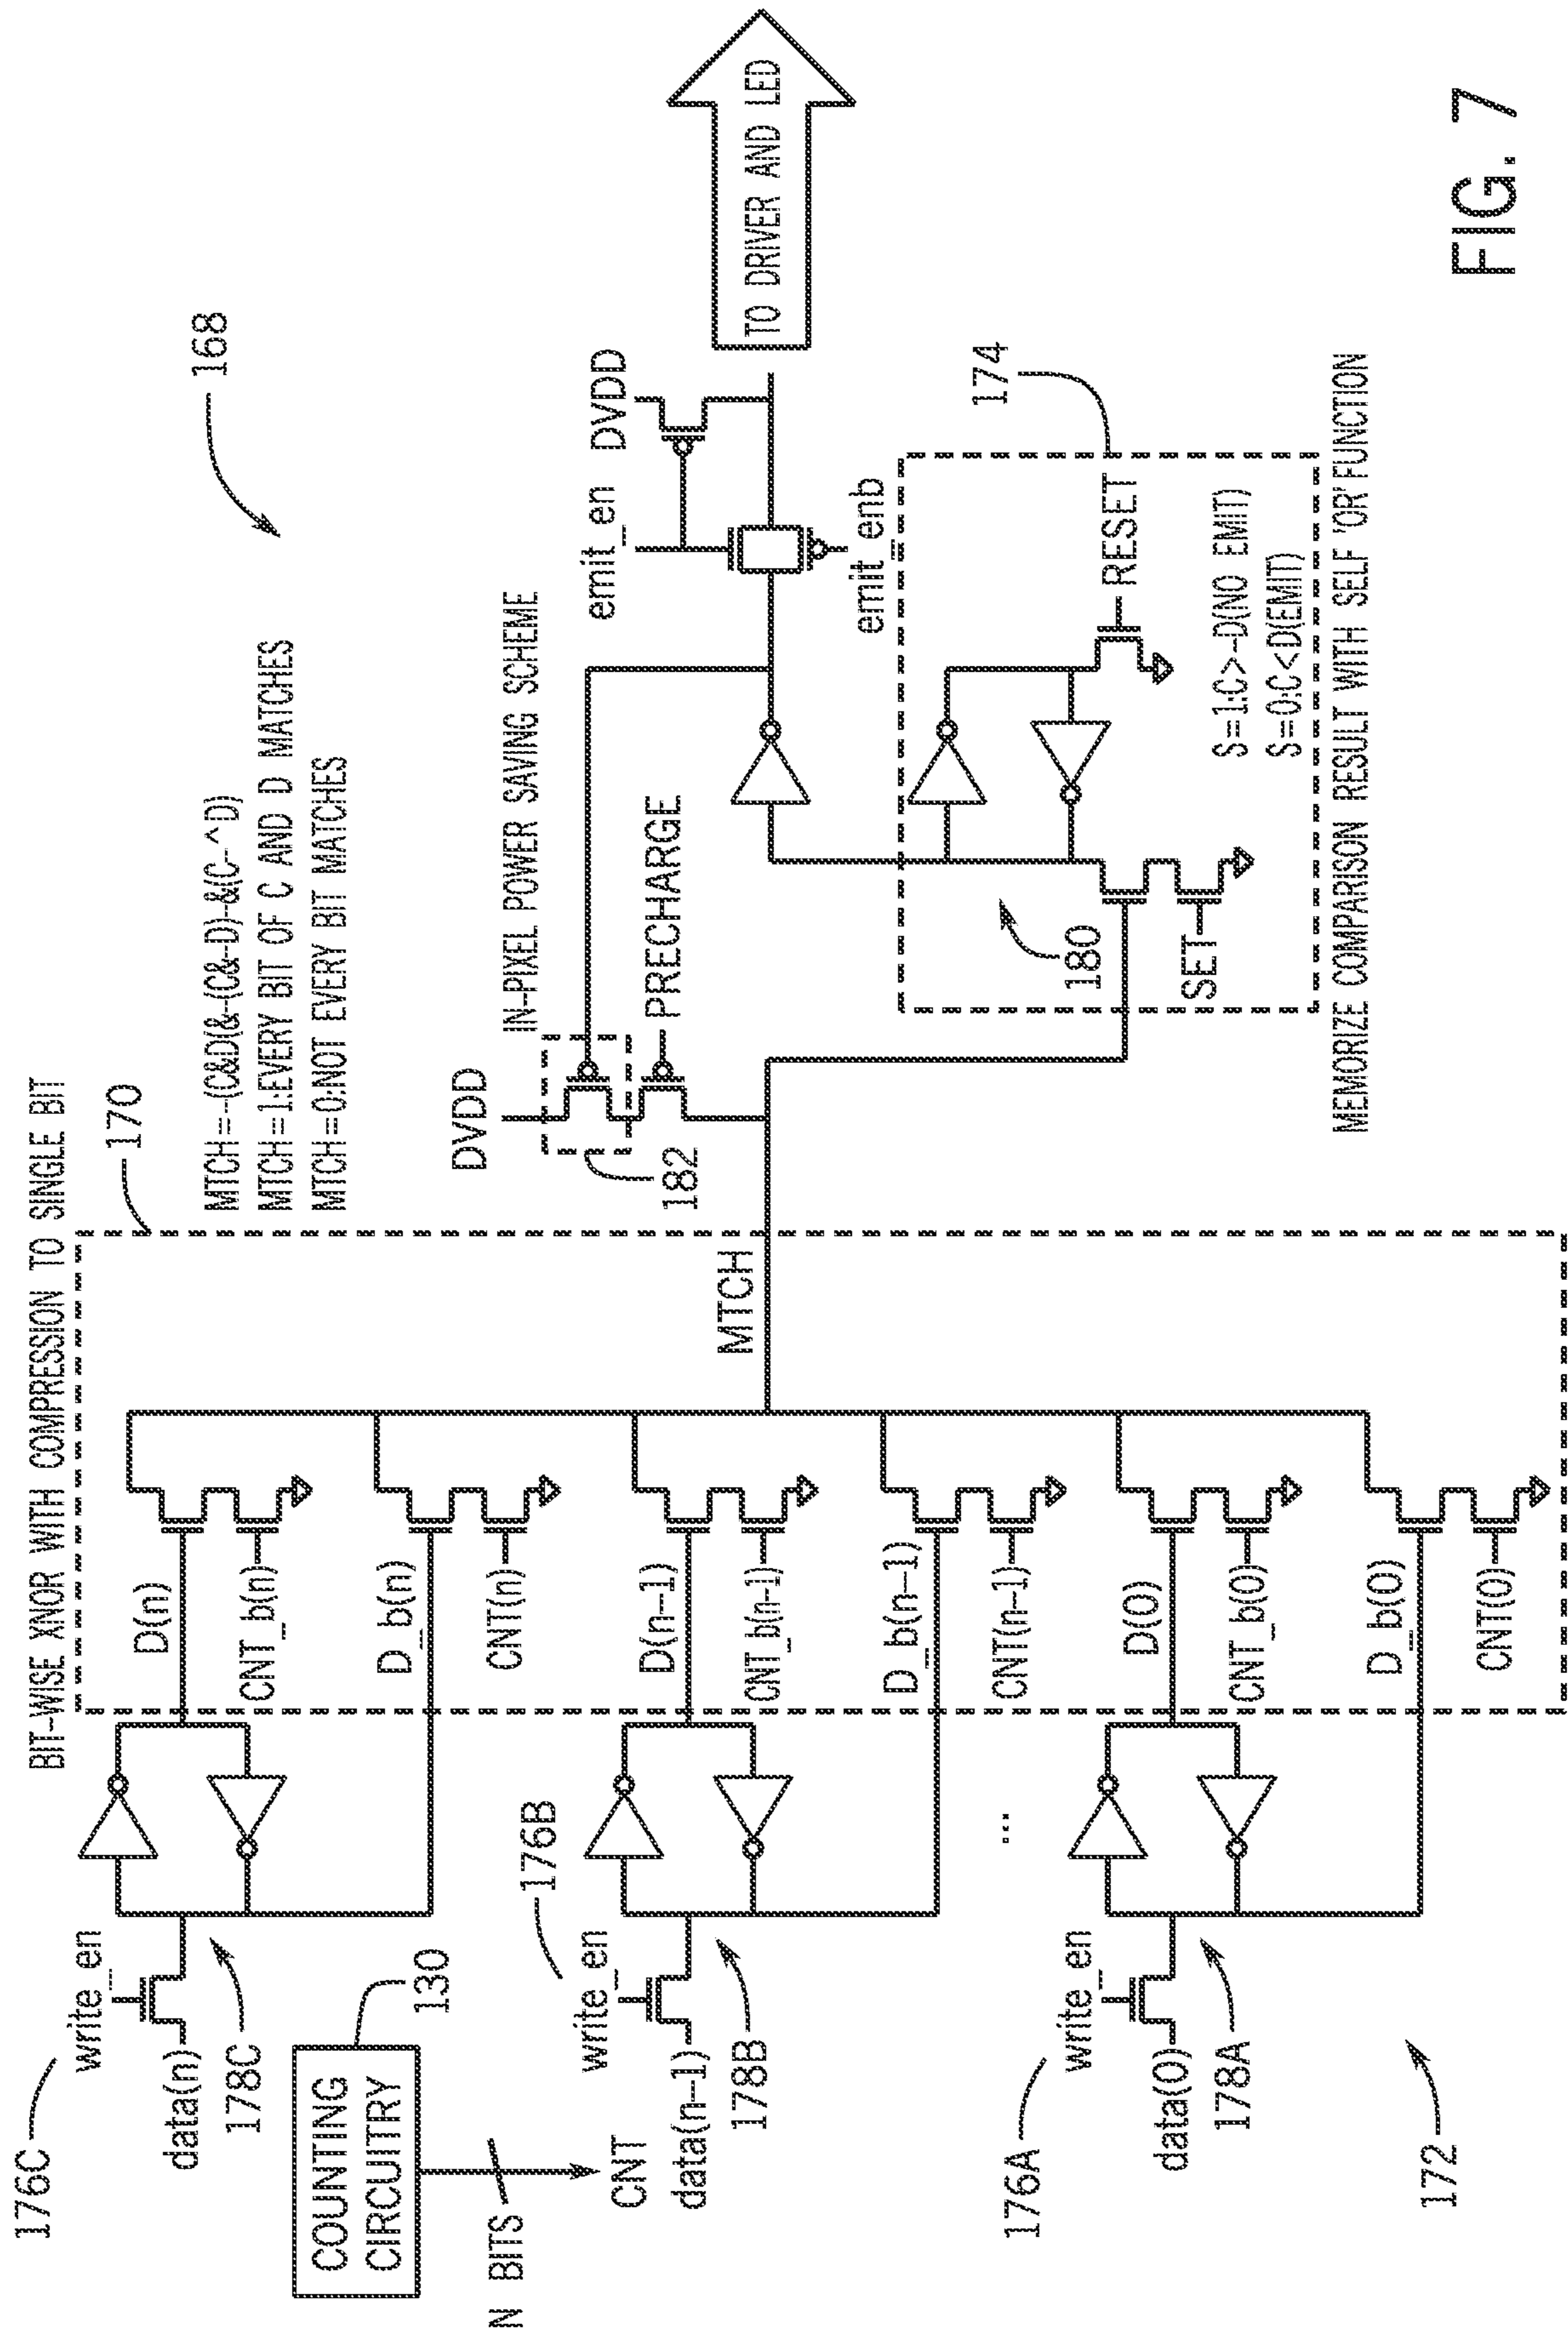 BIT-WISE XNOR WITH COMPRESSION TO SINGLE BIT
170
MTCH=-(C&D(&-(C&-D)-&(C-^D)
MTCH=1:EVERY BIT OF C AND D MATCHES
MTCH=0:NOT EVERY BIT MATCHES
168
176C
write_en
data(n)
178C
D(n)
CNT_b(n)
D_b(n)
CNT(n)
COUNTING
CIRCUITRY
130
N BITS
CNT
176B
write_en
data(n-1)
178B
D(n-1)
CNT_b(n-1)
D_b(n-1)
CNT(n-1)
...
176A
write_en
data(0)
178A
172
D(0)
CNT_b(0)
D_b(0)
CNT(0)
MTCH
DVDD
182
IN-PIXEL POWER SAVING SCHEME
PRECHARGE
emit_en
DVDD
emit_enb
TO DRIVER AND LED
174
180
SET
RESET
S=1:C>-D(NO EMIT)
S=0:C<D(EMIT)
MEMORIZE COMPARISON RESULT WITH SELF 'OR' FUNCTION
FIG. 7